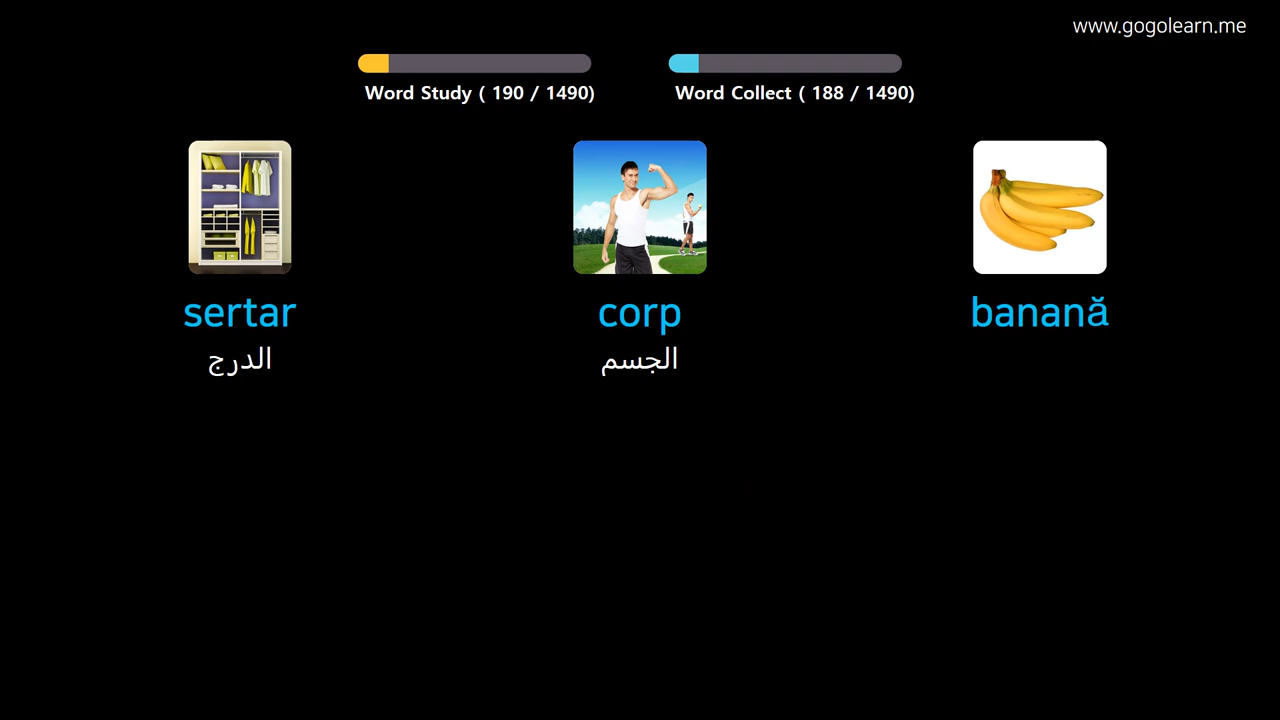 www.gogolearn.me
Word Study ( 190 / 1490)
Word Collect ( 188 / 1490)
sertar
corp
banană
الدرج
الجسم